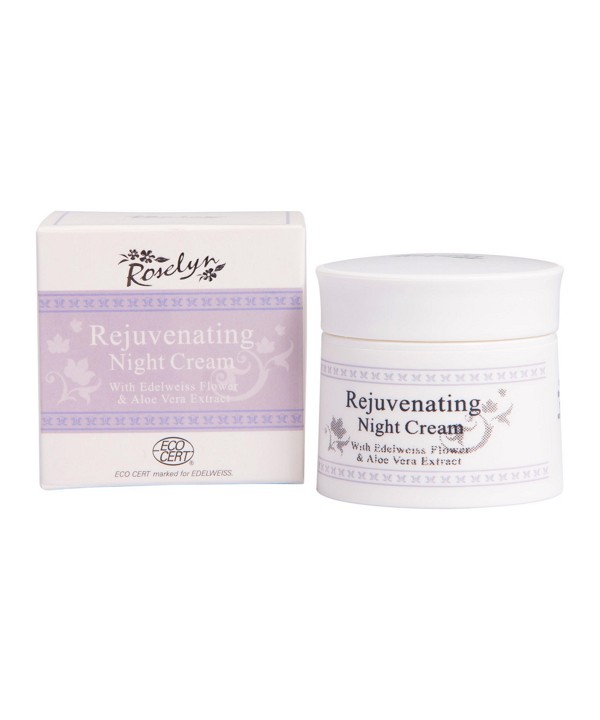 Roselyn
Rejuvenating
Night Cream
With Edelweiss Flower
& Aloe Vera Extract
ECO
CERT®
ECO CERT marked for EDELWEISS.
Rejuvenating
Night Cream
With Edelweiss Flower
& Aloe Vera Extract